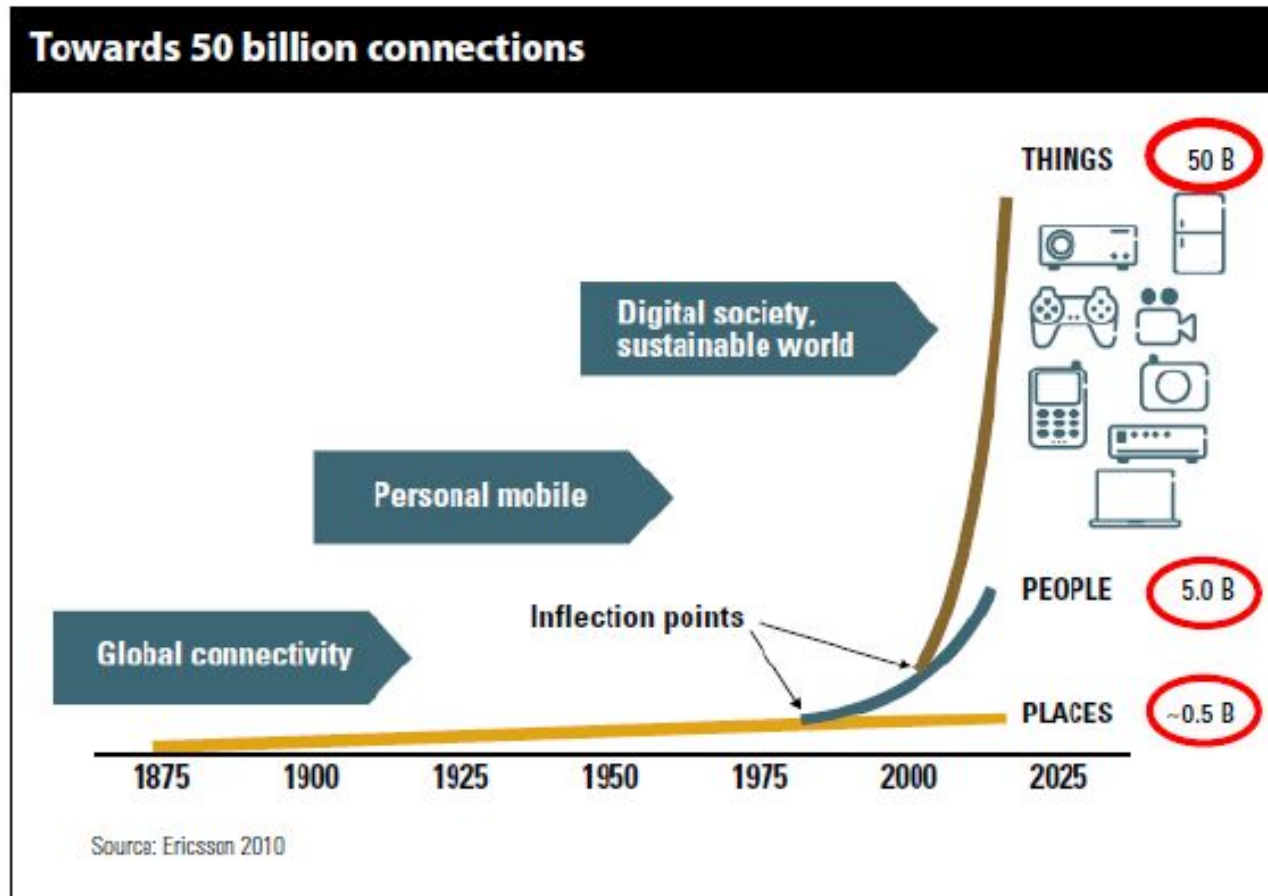 Towards 50 billion connections
THINGS 50 B
Digital society,
sustainable world
Personal mobile
PEOPLE 5.0 B
Inflection points
Global connectivity
PLACES ~0.5 B
1875 1900 1925 1950 1975 2000 2025
Source: Ericsson 2010